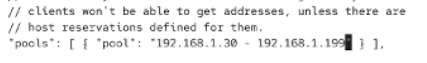 // clients won't be able to get addresses, unless there are
// host reservations defined for them.
"pools": [ { "pool": "192.168.1.30 - 192.168.1.199" } ],